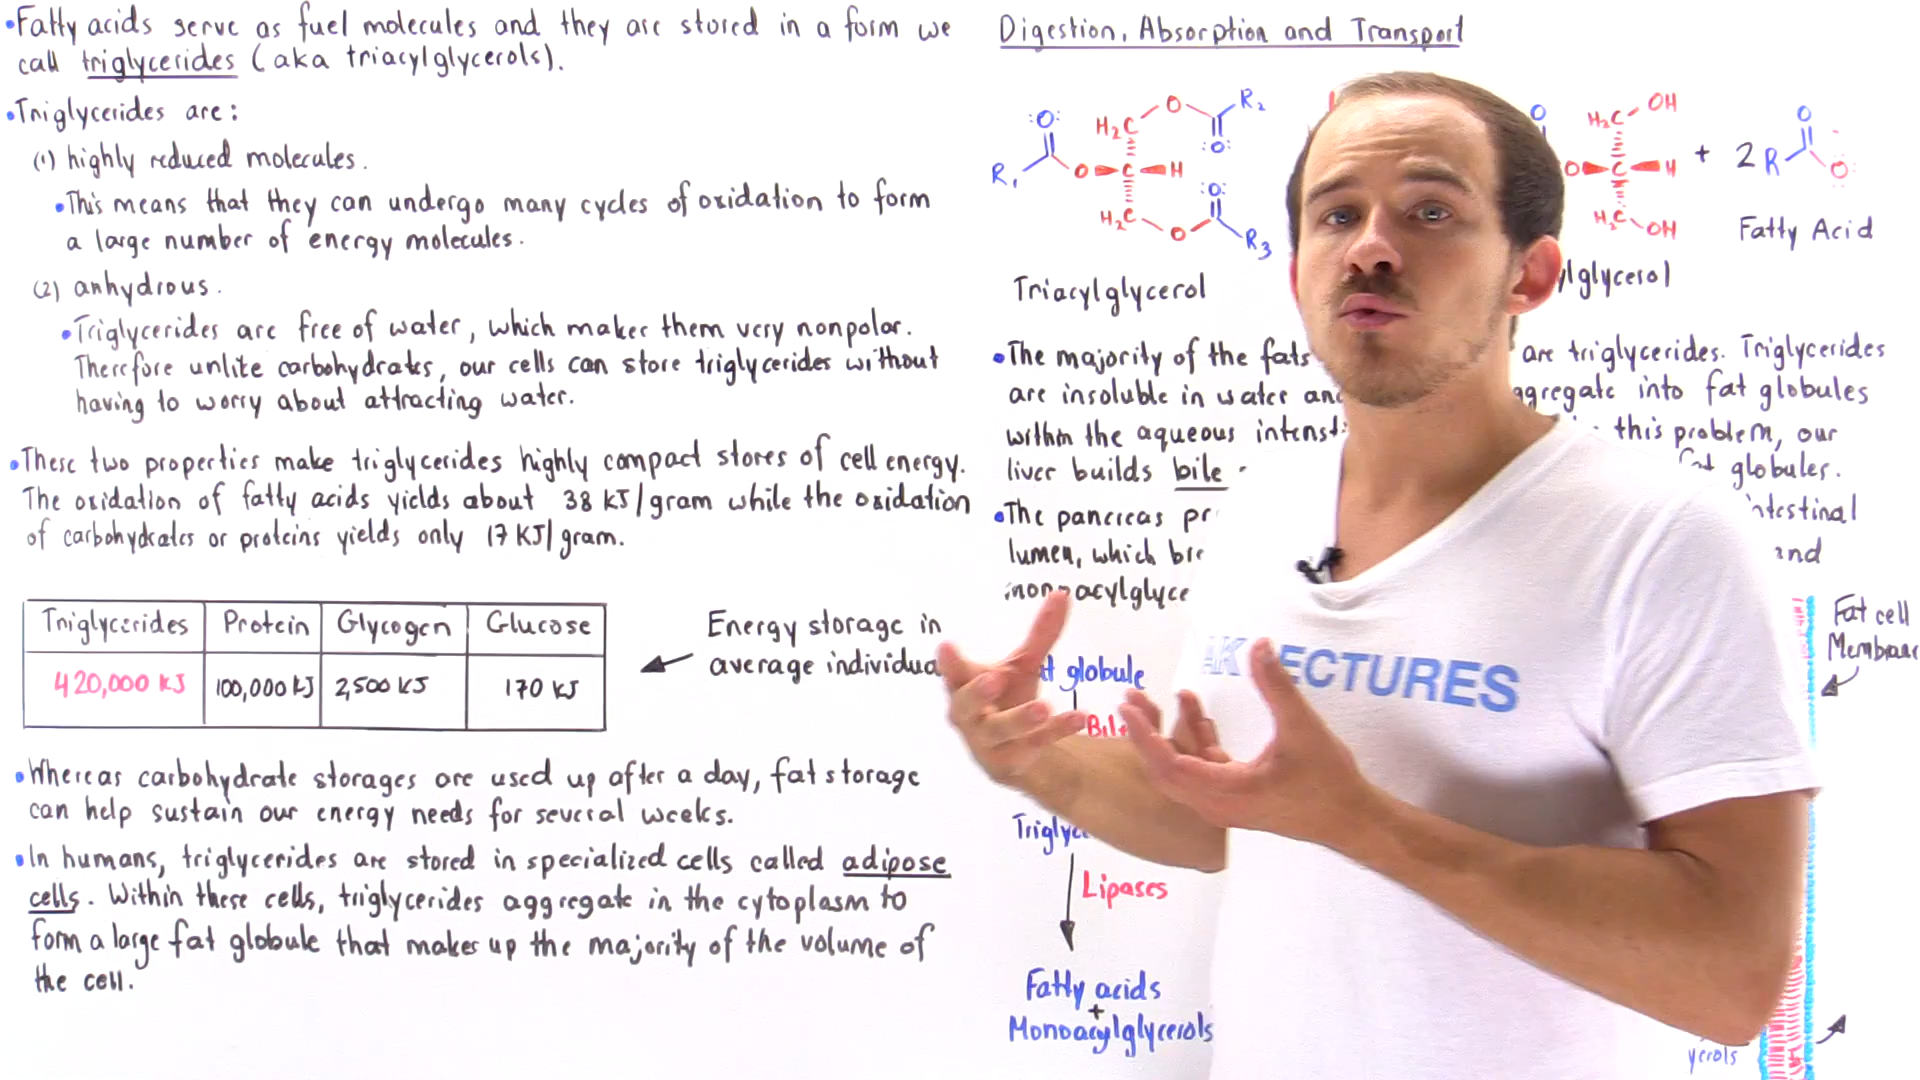 •Fatty acids serve as fuel molecules and they are stored in a form we
call triglycerides (aka triacylglycerols).
•Triglycerides are:
(1) highly reduced molecules.
•This means that they can undergo many cycles of oxidation to form
a large number of energy molecules.
(2) anhydrous.
•Triglycerides are free of water, which makes them very nonpolar.
Therefore unlike carbohydrates, our cells can store triglycerides without
having to worry about attracting water.
•These two properties make triglycerides highly compact stores of cell energy.
The oxidation of fatty acids yields about 38 kJ/gram while the oxidation
of carbohydrates or proteins yields only 17 KJ/gram.
Triglycerides Protein Glycogen Glucose
420,000 KJ 100,000 KJ 2,500 KJ 170 KJ
Energy storage in
average individual
•Whereas carbohydrate storages are used up after a day, fat storage
can help sustain our energy needs for several weeks.
•In humans, triglycerides are stored in specialized cells called adipose
cells. Within these cells, triglycerides aggregate in the cytoplasm to
form a large fat globule that makes up the majority of the volume of
the cell.
Digestion, Absorption and Transport
R₁ O O H₂C O R₂ O C H O H₂C O R₃
O O H₂C OH C H H₂C OH + 2 R O O
Fatty Acid
Triacylglycerol
ylglycerol
•The majority of the fats are triglycerides. Triglycerides
are insoluble in water and aggregate into fat globules
within the aqueous this problem, our
liver builds bile globules.
•The pancreas intestinal
lumen, which and
Fat cell
Membrane
globule
Lipases
Fatty acids
+
Monoacylglycerols
yerols
AK LECTURES